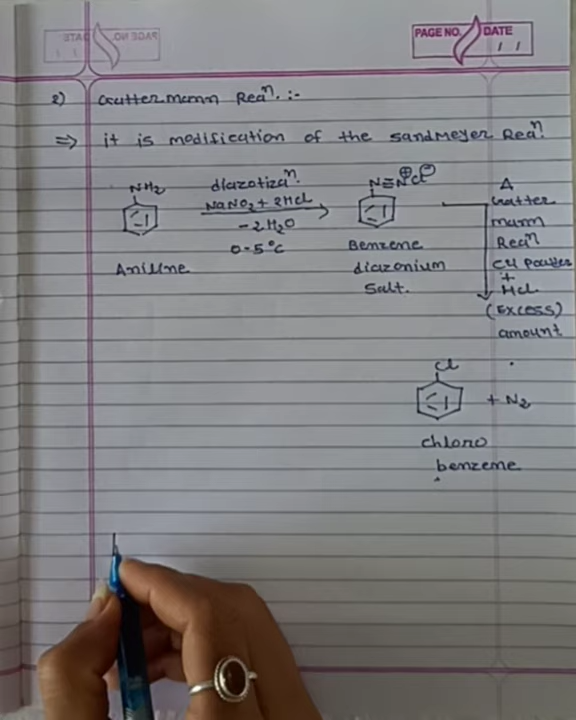 PAGE NO. DATE
/ /
2) Gattermann Reaⁿ. :-
⇒ it is modification of the sandmeyer Reaⁿ.
NH₂
diazotizaⁿ.
NaNO₂ + 2HCl
-2H₂O
0-5°C
Aniline
N≡N⊕Cl⊖
Benzene
diazonium
salt.
Δ
Gatter
mann
Reaⁿ
Cu powder
+
HCl
(Excess)
amount
Cl
+ N₂
chloro
benzene